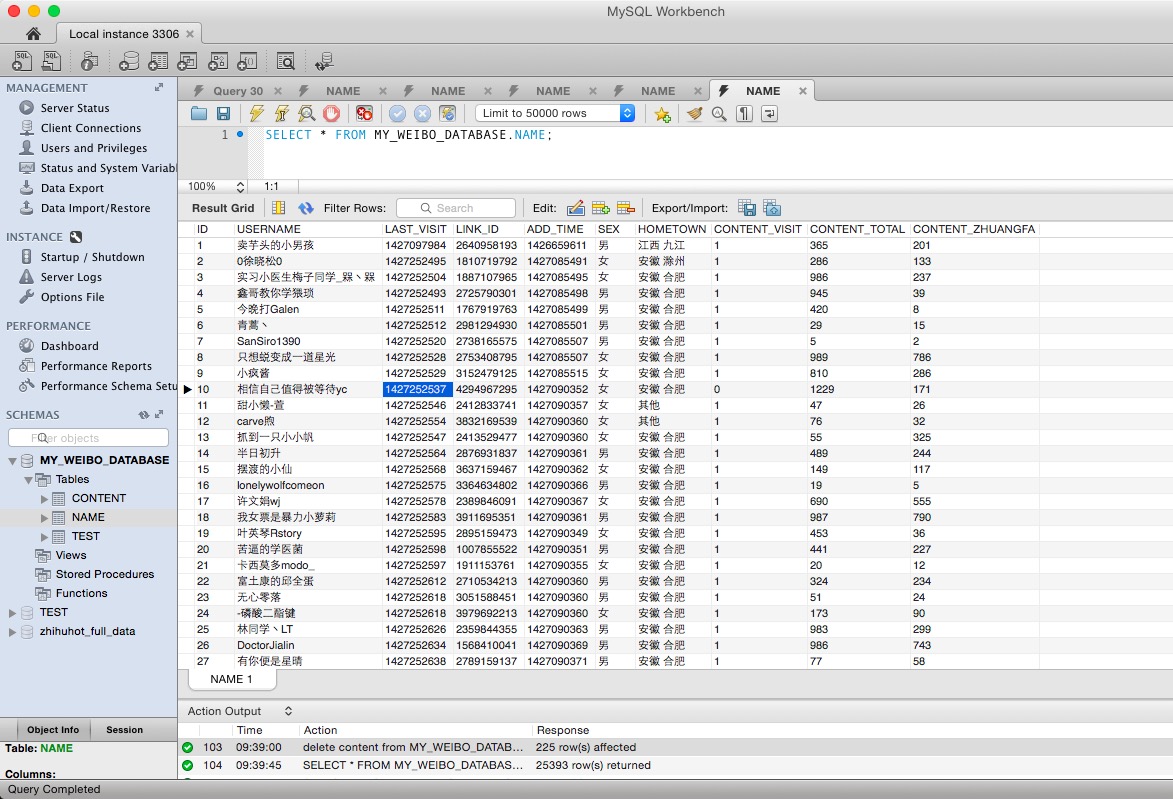 MySQL Workbench
Local instance 3306
MANAGEMENT
Server Status
Client Connections
Users and Privileges
Status and System Variabl
Data Export
Data Import/Restore
INSTANCE
Startup / Shutdown
Server Logs
Options File
PERFORMANCE
Dashboard
Performance Reports
Performance Schema Setu
SCHEMAS
Filter objects
MY_WEIBO_DATABASE
Tables
CONTENT
NAME
TEST
Views
Stored Procedures
Functions
TEST
zhihuhot_full_data
Object Info Session
Table: NAME
Columns:
Query 30 NAME NAME NAME NAME NAME
Limit to 50000 rows
1 SELECT * FROM MY_WEIBO_DATABASE.NAME;
100% 1:1
Result Grid Filter Rows: Search Edit: Export/Import:
ID USERNAME LAST_VISIT LINK_ID ADD_TIME SEX HOMETOWN CONTENT_VISIT CONTENT_TOTAL CONTENT_ZHUANGFA
1 卖芋头的小男孩 1427097984 2640958193 1426659611 男 江西 九江 1 365 201
2 0徐晓松0 1427252495 1810719792 1427085491 女 安徽 滁州 1 286 133
3 实习小医生梅子同学_槑丶槑 1427252504 1887107965 1427085495 女 安徽 合肥 1 986 237
4 鑫哥教你学猥琐 1427252493 2725790301 1427085498 男 安徽 合肥 1 945 39
5 今晚打Galen 1427252511 1767919763 1427085499 男 安徽 合肥 1 420 8
6 青蒿丶 1427252512 2981294930 1427085501 男 安徽 合肥 1 29 15
7 SanSiro1390 1427252520 2738165575 1427085507 男 安徽 合肥 1 5 2
8 只想蜕变成一道星光 1427252528 2753408795 1427085507 女 安徽 合肥 1 989 786
9 小疯酱 1427252529 3152479125 1427085515 女 安徽 合肥 1 810 286
10 相信自己值得被等待yc 1427252537 4294967295 1427090352 女 安徽 合肥 0 1229 171
11 甜小懒-萱 1427252546 2412833741 1427090357 女 其他 1 47 26
12 carve煦 1427252554 3832169539 1427090360 女 其他 1 76 32
13 抓到一只小小帆 1427252547 2413529477 1427090360 女 安徽 合肥 1 55 325
14 半日初升 1427252564 2876931837 1427090361 男 安徽 合肥 1 489 244
15 摆渡的小仙 1427252568 3637159467 1427090362 女 安徽 合肥 1 149 117
16 lonelywolfcomeon 1427252575 3364634802 1427090366 男 安徽 合肥 1 19 5
17 许文娟wj 1427252578 2389846091 1427090367 女 安徽 合肥 1 690 555
18 我女票是暴力小萝莉 1427252583 3911695351 1427090371 男 安徽 合肥 1 987 790
19 叶英琴Rstory 1427252595 2895159473 1427090349 女 安徽 合肥 1 453 36
20 苦逼的学医菌 1427252598 1007855522 1427090351 男 安徽 合肥 1 441 227
21 卡西莫多modo_ 1427252597 1911153761 1427090355 女 安徽 合肥 1 20 12
22 富土康的邱全蛋 1427252612 2710534213 1427090360 男 安徽 合肥 1 324 234
23 无心零落 1427252618 3051588451 1427090360 男 安徽 合肥 1 51 24
24 -磷酸二酯键 1427252618 3979692213 1427090360 女 安徽 合肥 1 173 90
25 林同学丶LT 1427252626 2359844355 1427090363 男 安徽 合肥 1 983 299
26 DoctorJialin 1427252634 1568410041 1427090369 男 安徽 合肥 1 986 743
27 有你便是星晴 1427252638 2789159137 1427090371 男 安徽 合肥 1 77 58
NAME 1
Action Output
Time Action Response
103 09:39:00 delete content from MY_WEIBO_DATAB... 225 row(s) affected
104 09:39:45 SELECT * FROM MY_WEIBO_DATABAS... 25393 row(s) returned
Query Completed